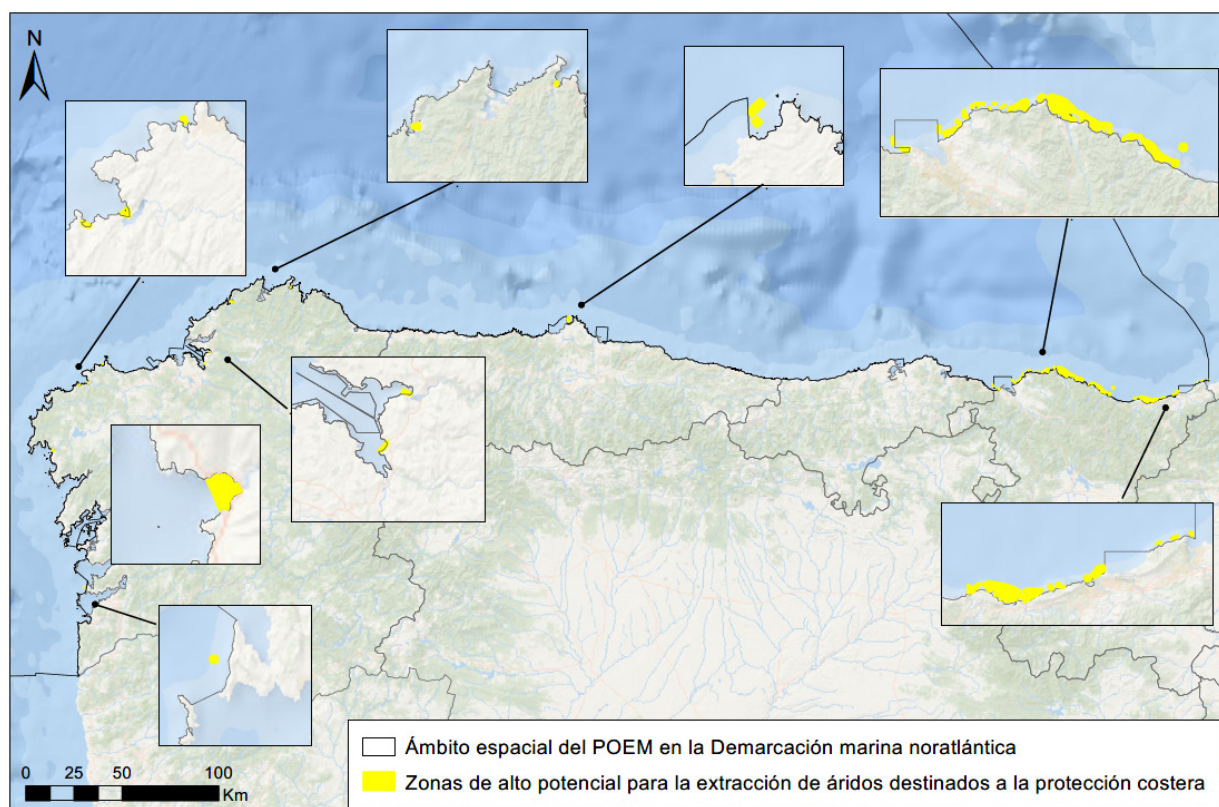 N
Ámbito espacial del POEM en la Demarcación marina noratlántica
Zonas de alto potencial para la extracción de áridos destinados a la protección costera
0 25 50 100
Km